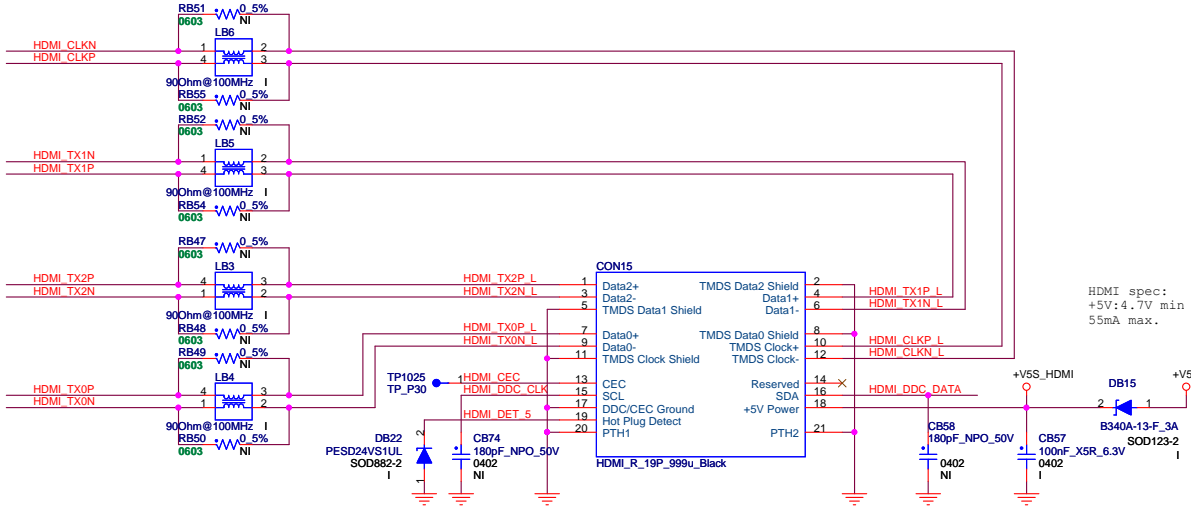 RB51 0_5%
0603 NI
LB6
HDMI_CLKN 1 2
HDMI_CLKP 4 3
90Ohm@100MHz I
RB55 0_5%
0603 NI
RB52 0_5%
0603 NI
LB5
HDMI_TX1N 1 2
HDMI_TX1P 4 3
90Ohm@100MHz I
RB54 0_5%
0603 NI
RB47 0_5%
0603 NI
LB3
HDMI_TX2P 4 3
HDMI_TX2N 1 2
90Ohm@100MHz I
RB48 0_5%
0603 NI
RB49 0_5%
0603 NI
LB4
HDMI_TX0P 4 3
HDMI_TX0N 1 2
90Ohm@100MHz I
RB50 0_5%
0603 NI
CON15
HDMI_TX2P_L 1 Data2+ TMDS Data2 Shield 2
HDMI_TX2N_L 3 Data2- Data1+ 4 HDMI_TX1P_L
5 TMDS Data1 Shield Data1- 6 HDMI_TX1N_L
HDMI_TX0P_L 7 Data0+ TMDS Data0 Shield 8
HDMI_TX0N_L 9 Data0- TMDS Clock+ 10 HDMI_CLKP_L
11 TMDS Clock Shield TMDS Clock- 12 HDMI_CLKN_L
TP1025
TP_P30
1 HDMI_CEC 13 CEC Reserved 14
HDMI_DDC_CLK 15 SCL SDA 16 HDMI_DDC_DATA
17 DDC/CEC Ground +5V Power 18
HDMI_DET_5 19 Hot Plug Detect
20 PTH1 PTH2 21
HDMI_R_19P_999u_Black
DB22
PESD24VS1UL
SOD882-2
I
2
1
CB74
180pF_NPO_50V
0402
NI
CB58
180pF_NPO_50V
0402
NI
CB57
100nF_X5R_6.3V
0402
I
HDMI spec:
+5V:4.7V min
55mA max.
+V5S_HDMI
DB15
+V5
2 1
B340A-13-F_3A
SOD123-2
I